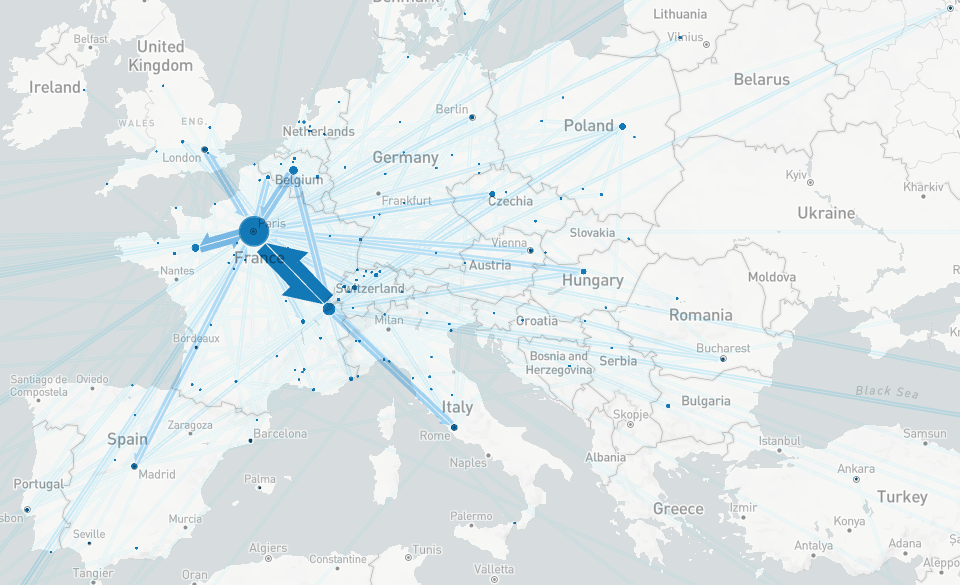 Denmark
Lithuania
Vilnius
Belfast
United
Kingdom
Ireland
Belarus
WALES
ENG.
Berlin
Netherlands
Poland
London
Germany
Kyiv
Belgium
Kharkiv
Frankfurt
Czechia
Ukraine
Paris
Slovakia
Vienna
France
Austria
Nantes
Hungary
Moldova
Switzerland
Milan
Croatia
Romania
Bordeaux
Bucharest
Bosnia and
Herzegovina
Serbia
Santiago de
Compostela
Oviedo
Black Sea
Bulgaria
Italy
Skopje
Zaragoza
Barcelona
Rome
Spain
Istanbul
Samsun
Albania
Naples
Madrid
Ankara
Palma
Portugal
Turkey
Greece
Izmir
sbon
Palermo
Murcia
Konya
Seville
Adana
Antalya
Algiers
Tunis
Constantine
Aleppo
Valletta
Tangier
Oran